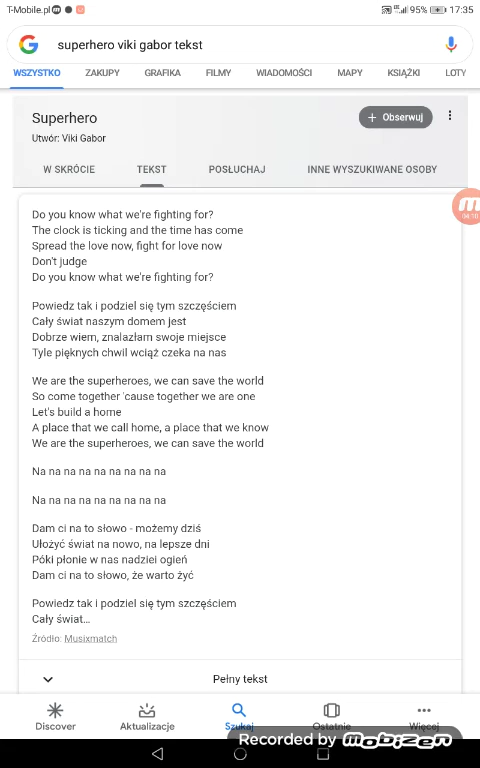 T-Mobile.pl
95% 17:35
superhero viki gabor tekst
WSZYSTKO ZAKUPY GRAFIKA FILMY WIADOMOŚCI MAPY KSIĄŻKI LOTY
Superhero
Utwór: Viki Gabor
+ Obserwuj
W SKRÓCIE TEKST POSŁUCHAJ INNE WYSZUKIWANE OSOBY
04:10
Do you know what we're fighting for?
The clock is ticking and the time has come
Spread the love now, fight for love now
Don't judge
Do you know what we're fighting for?
Powiedz tak i podziel się tym szczęściem
Cały świat naszym domem jest
Dobrze wiem, znalazłam swoje miejsce
Tyle pięknych chwil wciąż czeka na nas
We are the superheroes, we can save the world
So come together 'cause together we are one
Let's build a home
A place that we call home, a place that we know
We are the superheroes, we can save the world
Na na na na na na na na na
Na na na na na na na na na
Dam ci na to słowo - możemy dziś
Ułożyć świat na nowo, na lepsze dni
Póki płonie w nas nadziei ogień
Dam ci na to słowo, że warto żyć
Powiedz tak i podziel się tym szczęściem
Cały świat…
Źródło: Musixmatch
Pełny tekst
Discover Aktualizacje Szukaj Ostatnie Więcej
Recorded by MOBIZEN